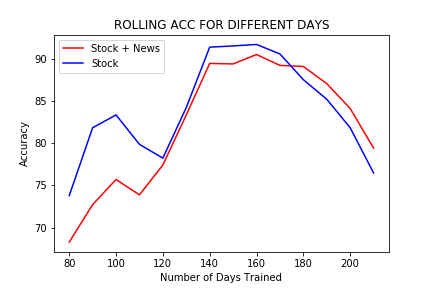 ROLLING ACC FOR DIFFERENT DAYS
Stock + News
Stock
90
85
80
75
70
Accuracy
80 100 120 140 160 180 200
Number of Days Trained